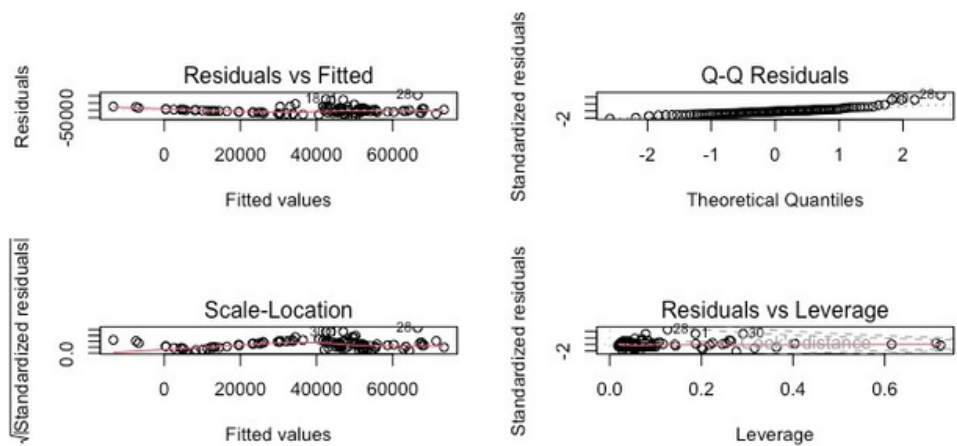 Residuals vs Fitted
Residuals
-50000
18
28
0 20000 40000 60000
Fitted values
Q-Q Residuals
Standardized residuals
-2
28
-2 -1 0 1 2
Theoretical Quantiles
Scale-Location
√|Standardized residuals|
0.0
28
0 20000 40000 60000
Fitted values
Residuals vs Leverage
Standardized residuals
-2
28
1
30
distance
0.0 0.2 0.4 0.6
Leverage